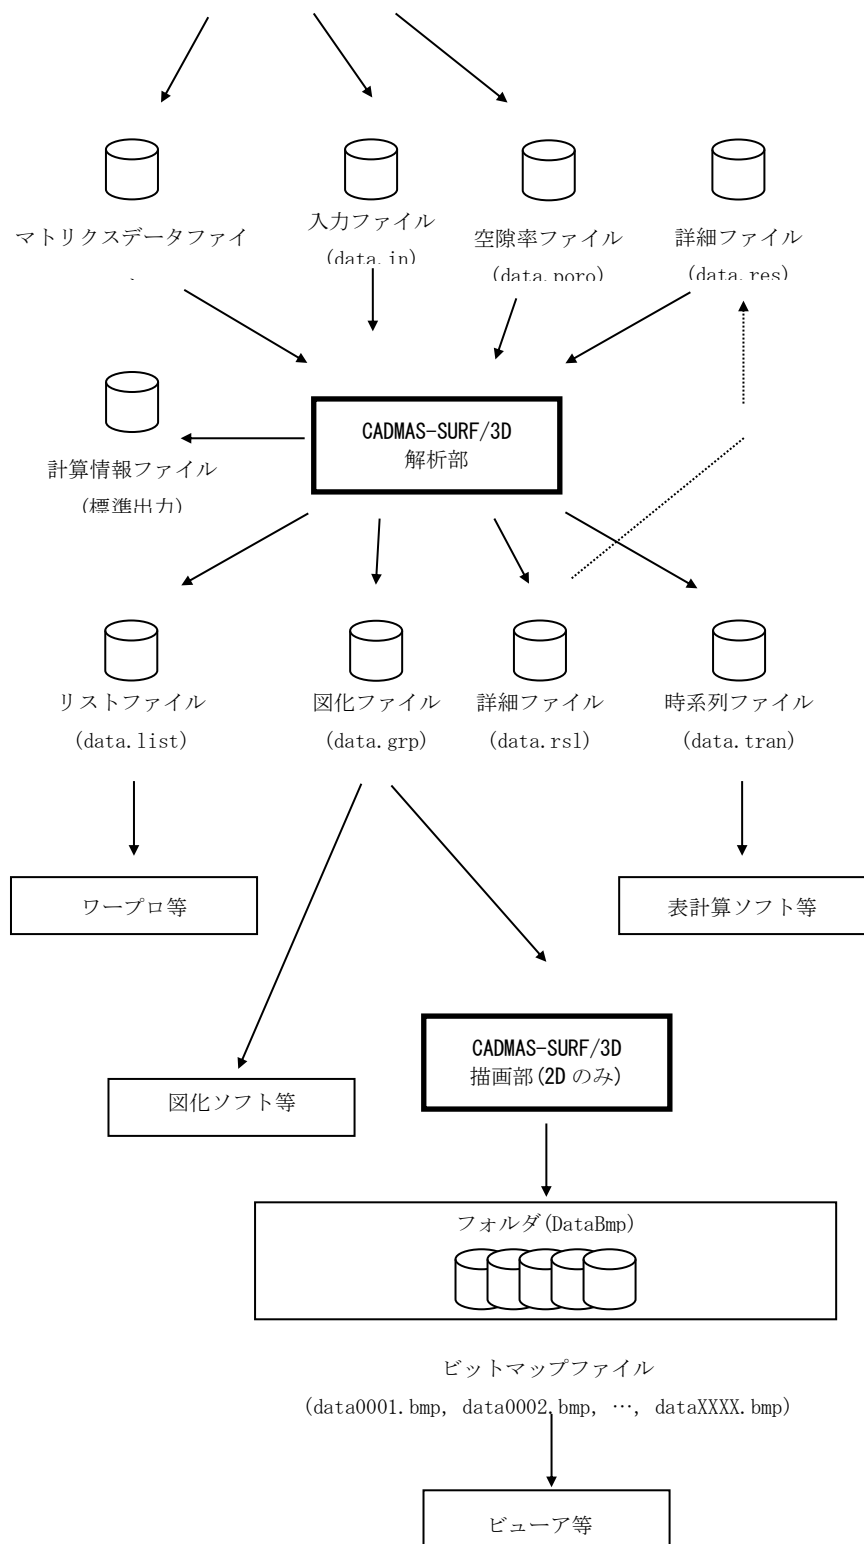 マトリクスデータファイ
入力ファイル
(data.in)
空隙率ファイル
(data.poro)
詳細ファイル
(data.res)
CADMAS-SURF/3D
解析部
計算情報ファイル
(標準出力)
リストファイル
(data.list)
図化ファイル
(data.grp)
詳細ファイル
(data.rsl)
時系列ファイル
(data.tran)
ワープロ等
表計算ソフト等
CADMAS-SURF/3D
描画部(2Dのみ)
図化ソフト等
フォルダ(DataBmp)
ビットマップファイル
(data0001.bmp, data0002.bmp, …, dataXXXX.bmp)
ビューア等